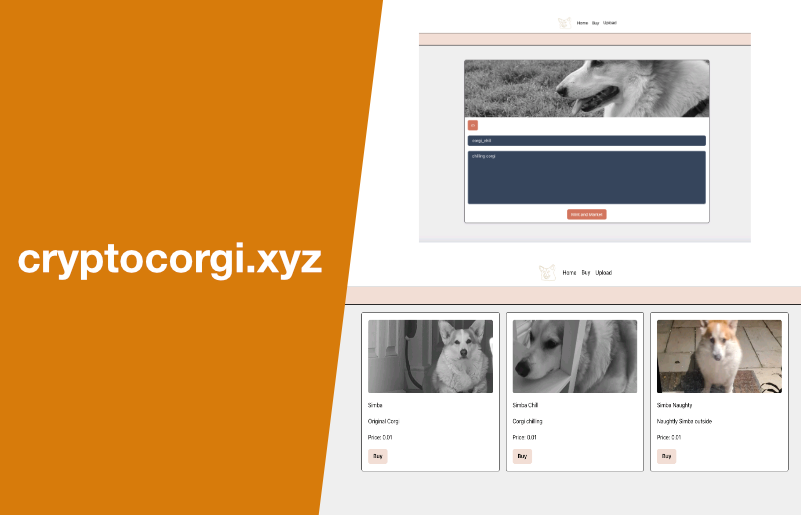 cryptocorgi.xyz
Home Buy Upload
corgi_chill
chilling corgi
Mint and Market
Home Buy Upload
Simba
Original Corgi
Price: 0.01
Buy
Simba Chill
Corgi chilling
Price: 0.01
Buy
Simba Naughty
Naughtly Simba outside
Price: 0.01
Buy